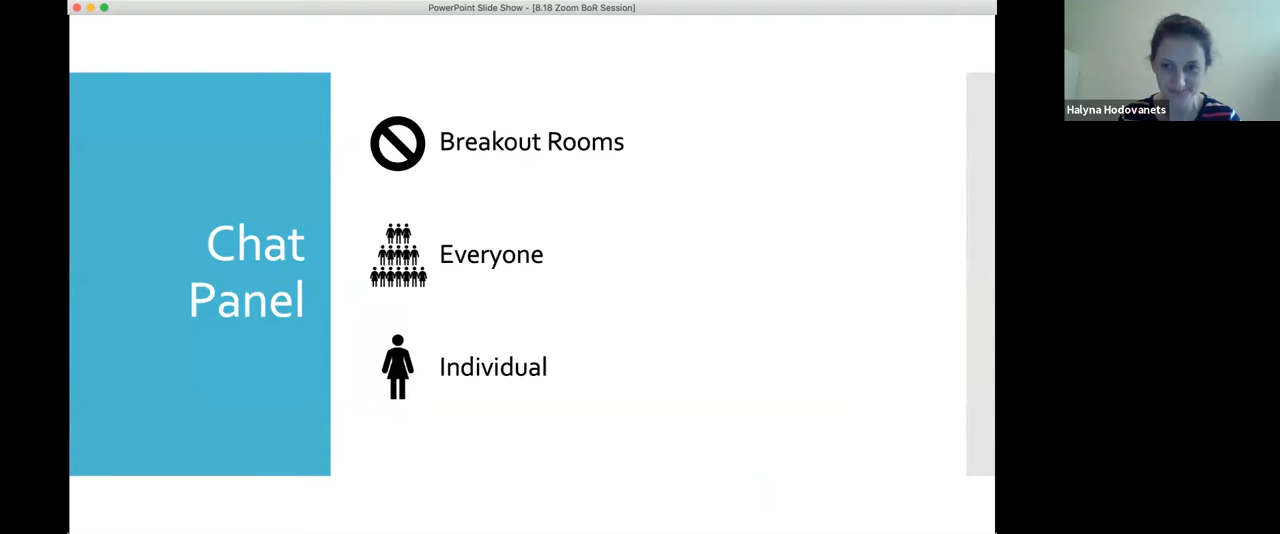 PowerPoint Slide Show - [8.18 Zoom BoR Session]
Chat
Panel
Breakout Rooms
Everyone
Individual
Halyna Hodovanets